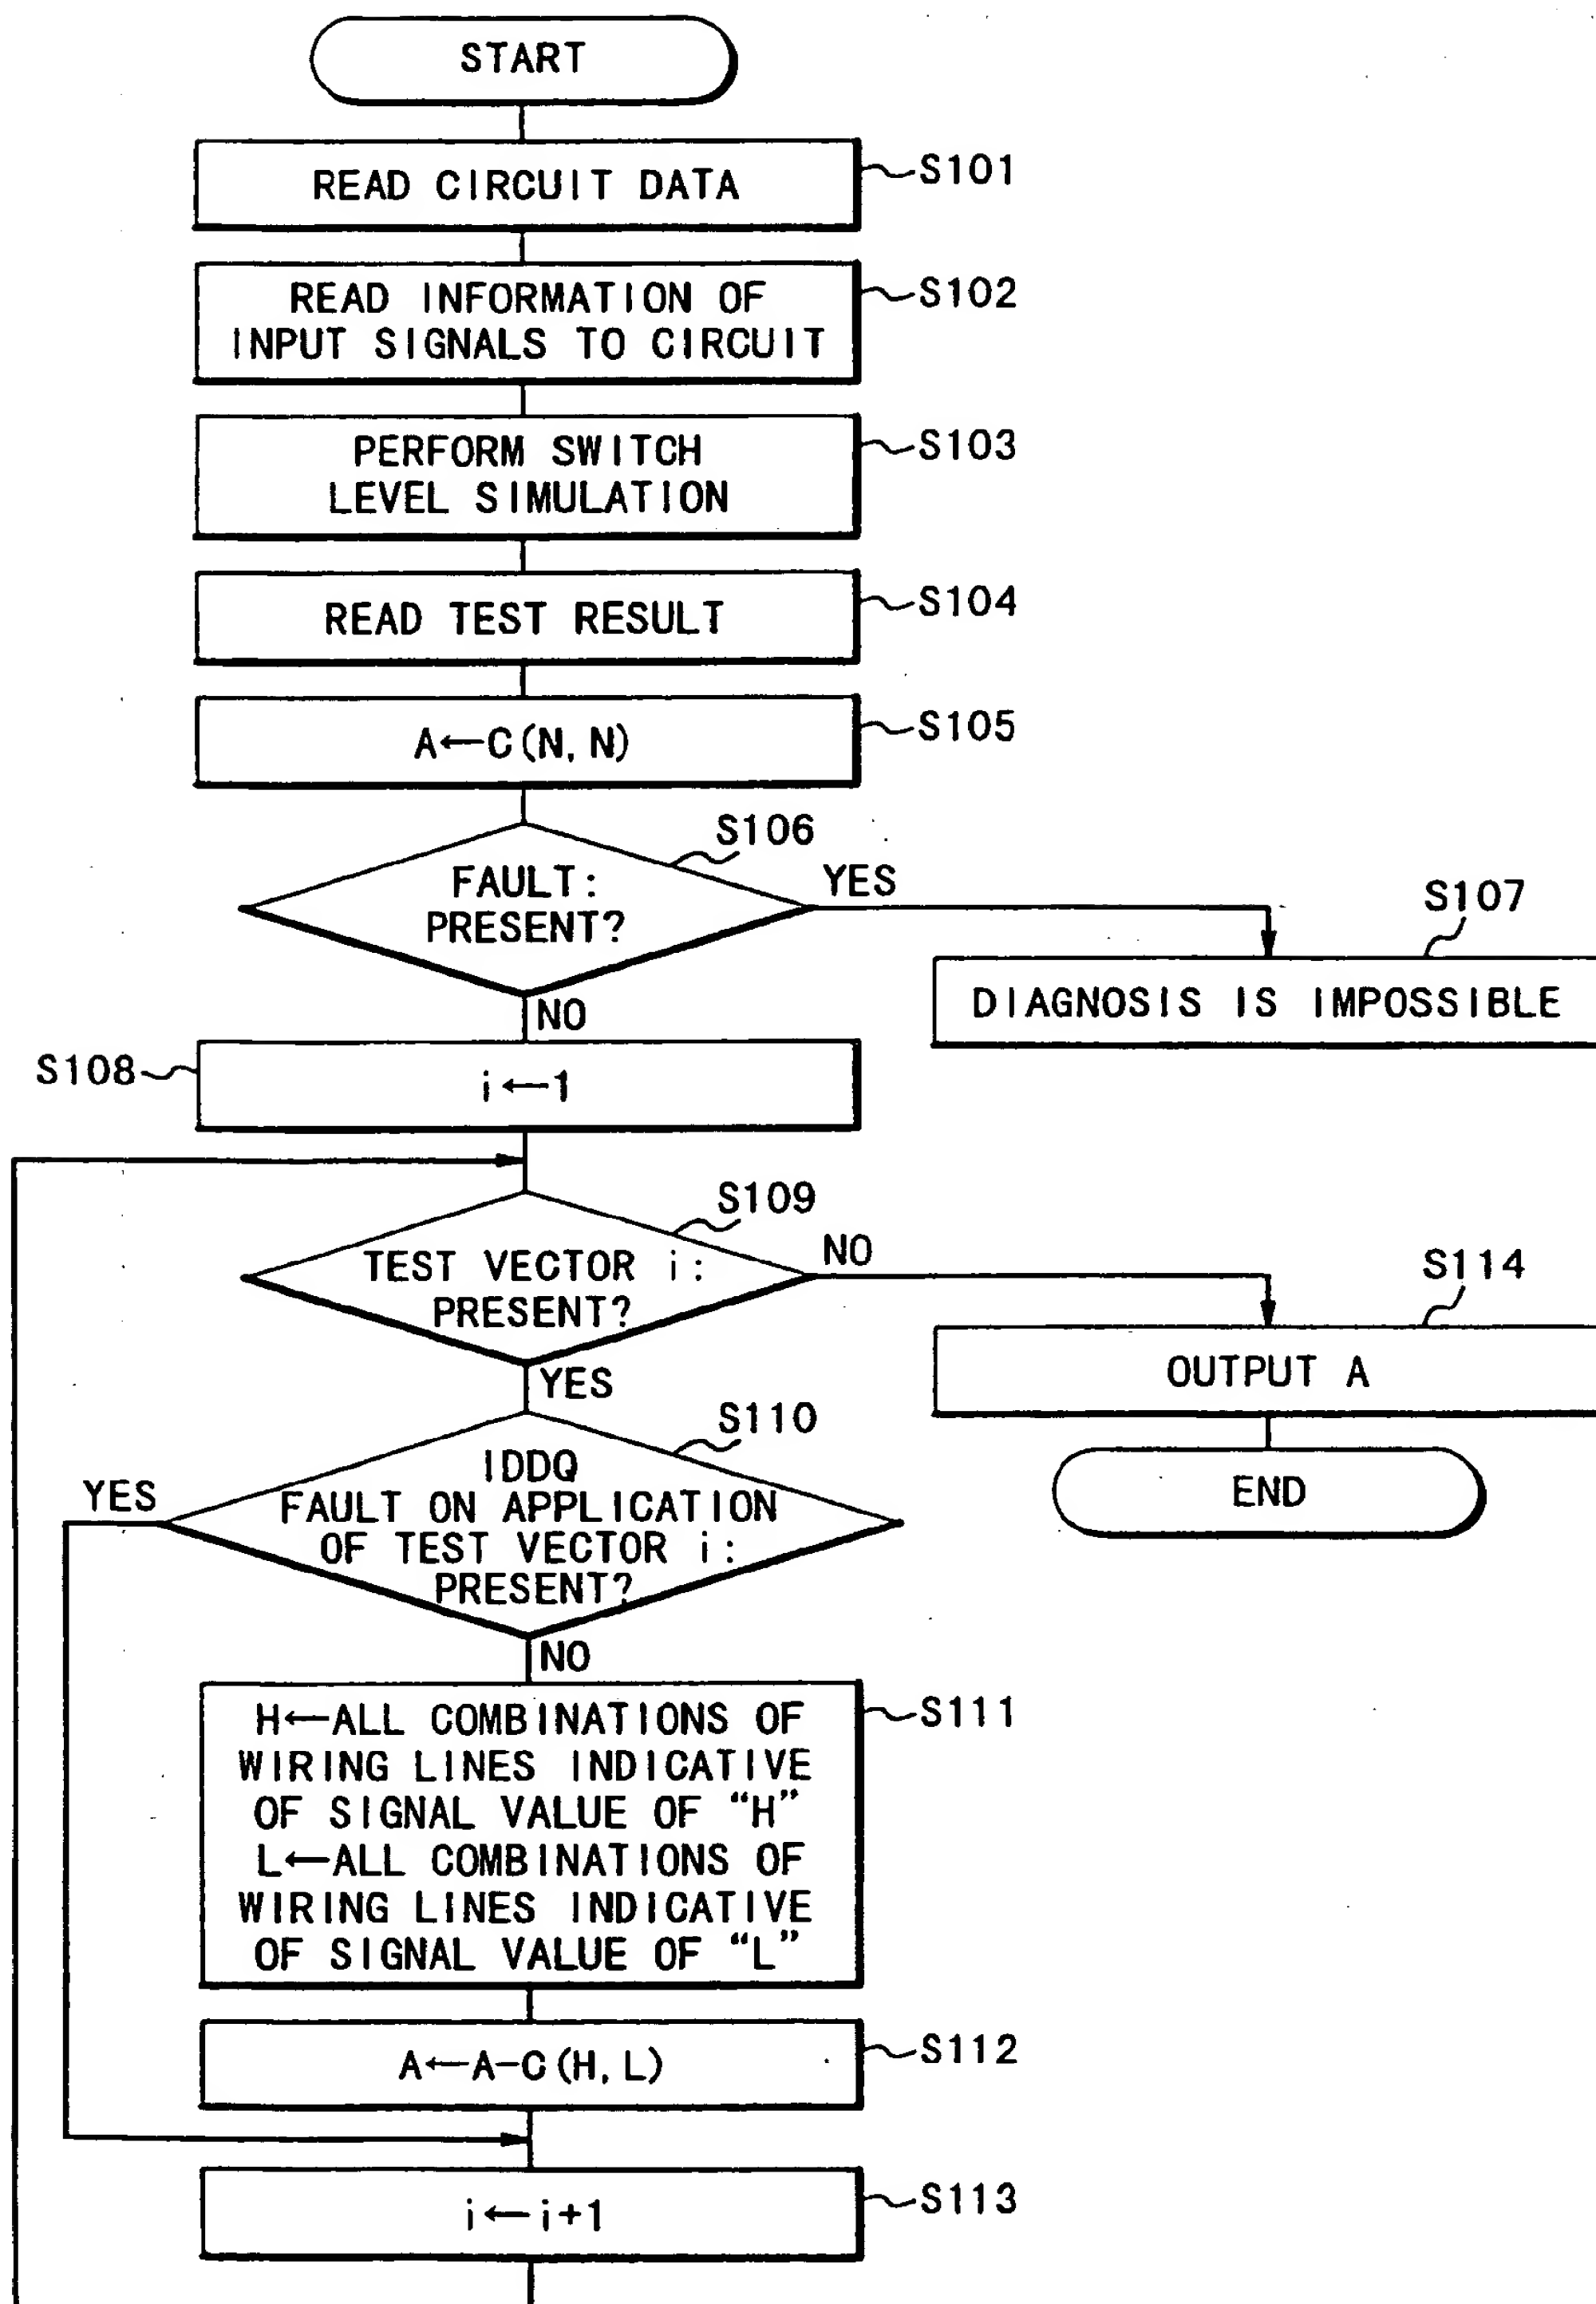 START
READ CIRCUIT DATA
S101
READ INFORMATION OF
INPUT SIGNALS TO CIRCUIT
S102
PERFORM SWITCH
LEVEL SIMULATION
S103
READ TEST RESULT
S104
A←C(N,N)
S105
S106
FAULT:
PRESENT?
YES
NO
S107
DIAGNOSIS IS IMPOSSIBLE
S108
i←1
S109
TEST VECTOR i:
PRESENT?
NO
YES
S114
OUTPUT A
END
S110
IDDQ
FAULT ON APPLICATION
OF TEST VECTOR i:
PRESENT?
YES
NO
H←ALL COMBINATIONS OF
WIRING LINES INDICATIVE
OF SIGNAL VALUE OF “H”
L←ALL COMBINATIONS OF
WIRING LINES INDICATIVE
OF SIGNAL VALUE OF “L”
S111
A←A-C(H,L)
S112
i←i+1
S113